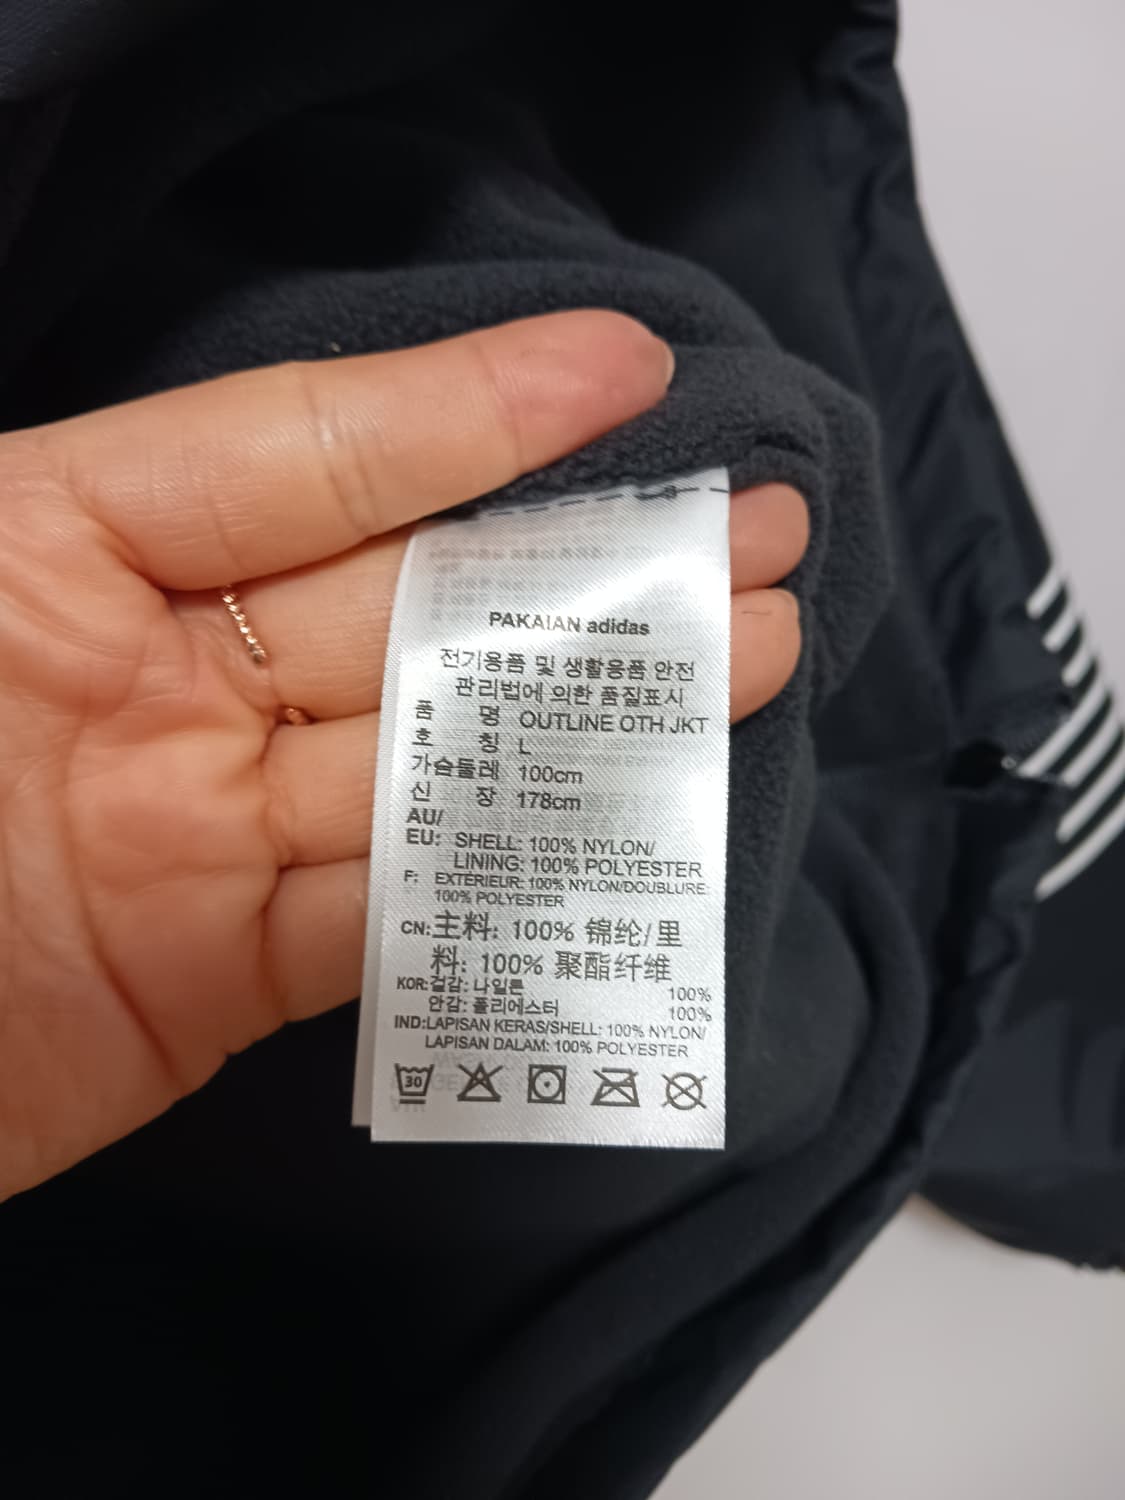 PAKAIAN adidas
전기용품 및 생활용품 안전
관리법에 의한 품질표시
품 명 OUTLINE OTH JKT
호 칭 L
가슴둘레 100cm
신 장 178cm
AU/
EU: SHELL: 100% NYLON/
LINING: 100% POLYESTER
F: EXTÉRIEUR: 100% NYLON/DOUBLURE:
100% POLYESTER
CN:主料: 100% 锦纶/里
料: 100% 聚酯纤维
KOR:겉감: 나일론 100%
안감: 폴리에스터 100%
IND:LAPISAN KERAS/SHELL: 100% NYLON/
LAPISAN DALAM: 100% POLYESTER
30